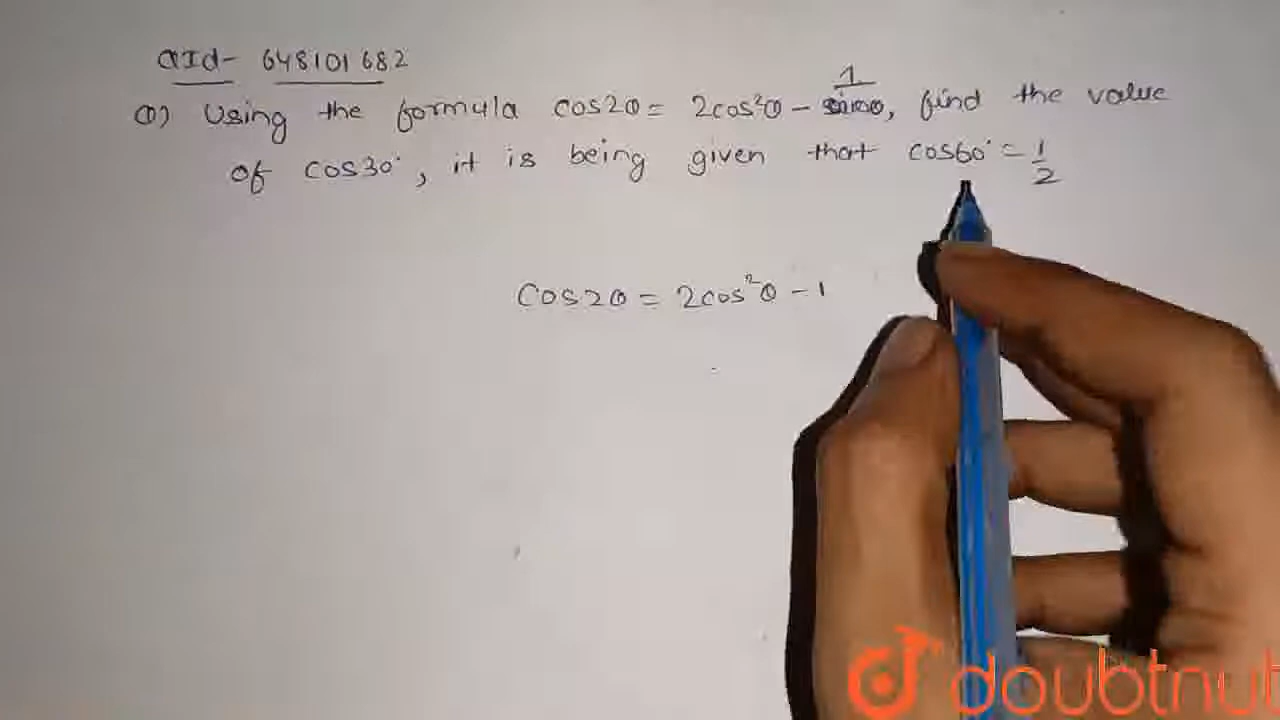 QId- 648101682
Q) Using the formula cos2θ = 2cos²θ - 1, find the value
of cos30°, it is being given that cos60° = 1/2
cos2θ = 2cos²θ - 1
doubtnut